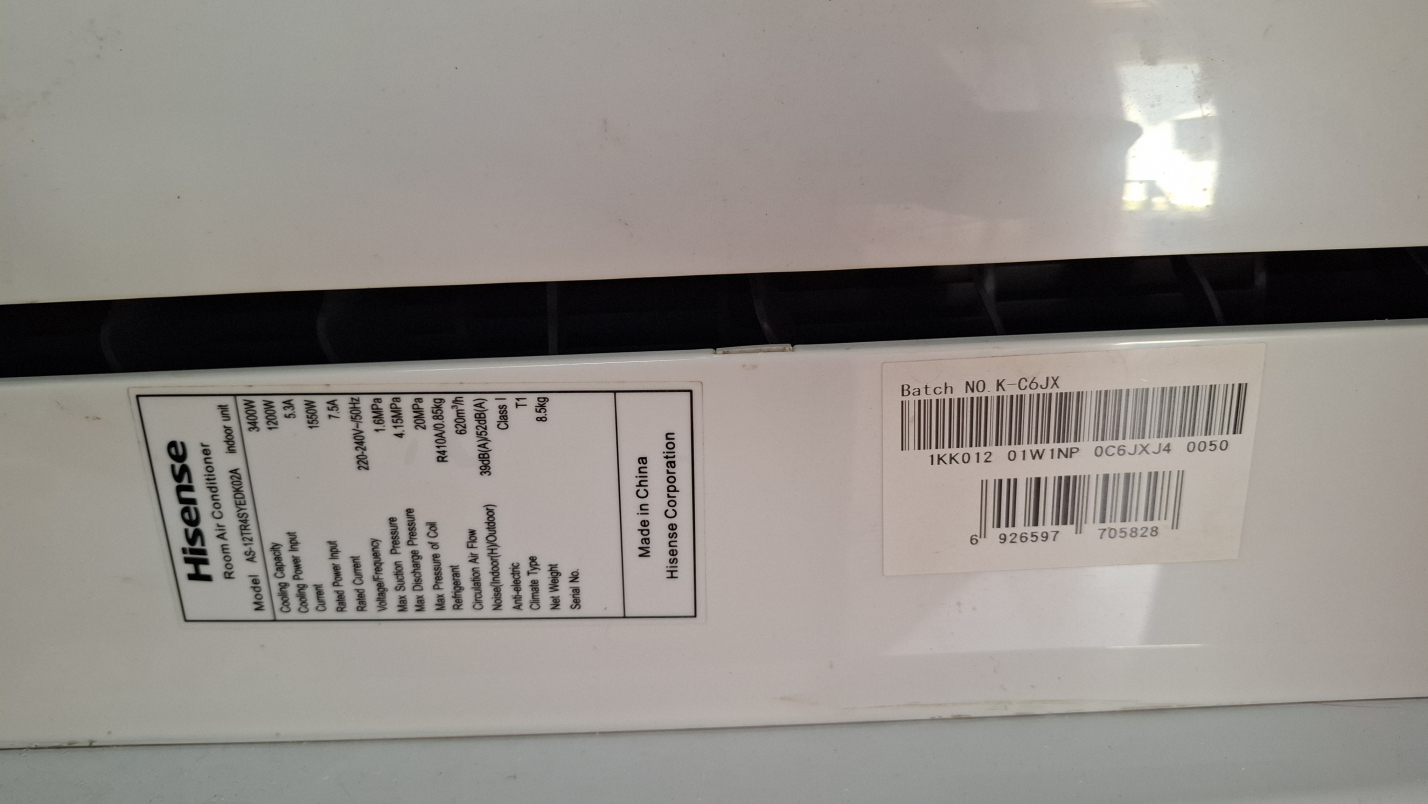 Hisense
Room Air Conditioner
Model AS-12TR4SYEDK02A indoor unit
Cooling Capacity 3400W
Cooling Power Input 1200W
Current 5.3A
Rated Power Input 1550W
Rated Current 7.5A
Voltage/Frequency 220-240V~/50Hz
Max Suction Pressure 1.6MPa
Max Discharge Pressure 4.15MPa
Max Pressure of Coil 20MPa
Refrigerant R410A/0.85kg
Circulation Air Flow 620m³/h
Noise(Indoor(H)/Outdoor) 39dB(A)/52dB(A)
Anti-electric Class I
Climate Type T1
Net Weight 8.5kg
Serial No.
Made in China
Hisense Corporation
Batch NO.K-C6JX
1KK012 01W1NP 0C6JXJ4 0050
6 926597 705828